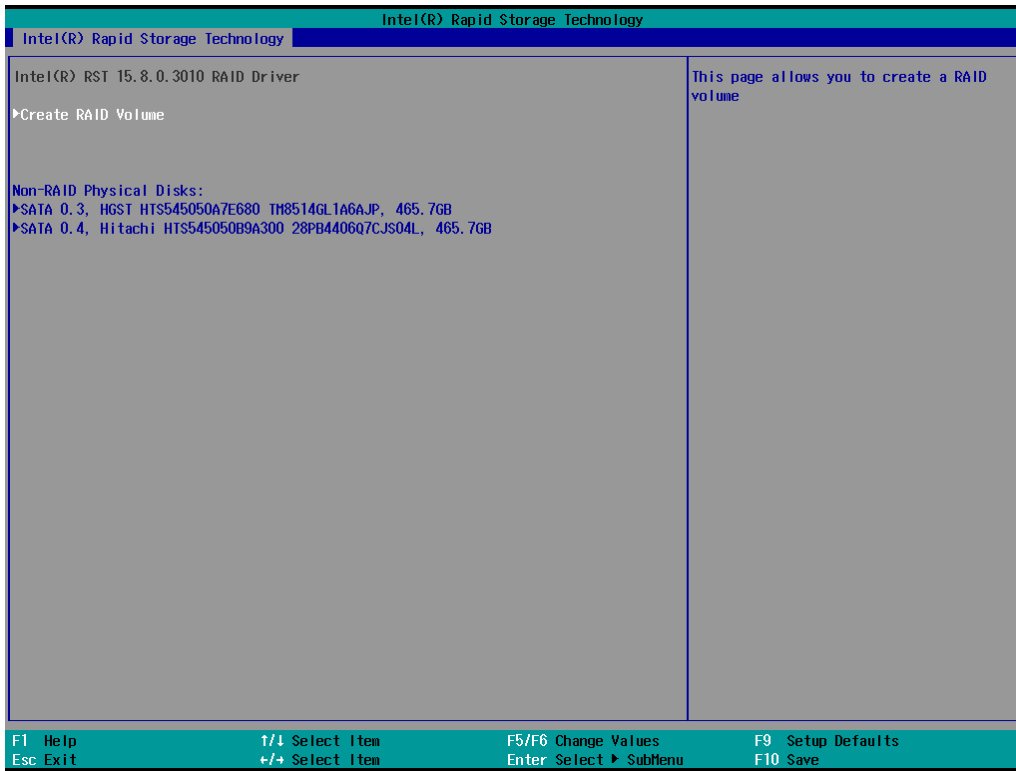 Intel(R) Rapid Storage Technology
Intel(R) Rapid Storage Technology
Intel(R) RST 15.8.0.3010 RAID Driver
▶Create RAID Volume
Non-RAID Physical Disks:
▶SATA 0.3, HGST HTS545050A7E680 TM8514GL1A6AJP, 465.7GB
▶SATA 0.4, Hitachi HTS545050B9A300 28PB4406Q7CJS04L, 465.7GB
This page allows you to create a RAID
volume
F1 Help ↑/↓ Select Item F5/F6 Change Values F9 Setup Defaults
Esc Exit ←/→ Select Item Enter Select ▶ SubMenu F10 Save